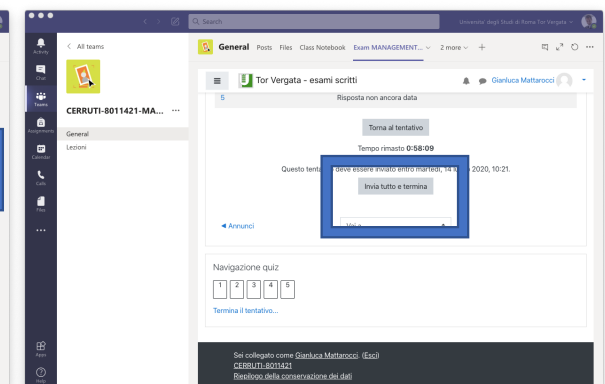 Search
Universita' degli Studi di Roma Tor Vergata
Activity
Chat
Teams
Assignments
Calendar
Calls
Files
Apps
Help
All teams
CERRUTI-8011421-MA...
General
Lezioni
General Posts Files Class Notebook Exam MANAGEMENT... 2 more +
Tor Vergata - esami scritti
Gianluca Mattarocci
5 Risposta non ancora data
Torna al tentativo
Tempo rimasto 0:58:09
Questo tenta deve essere inviato entro martedì, 14 2020, 10:21.
Invia tutto e termina
◄ Annunci
Vai a...
Navigazione quiz
1 2 3 4 5
Termina il tentativo...
Sei collegato come Gianluca Mattarocci. (Esci)
CERRUTI-8011421
Riepilogo della conservazione dei dati